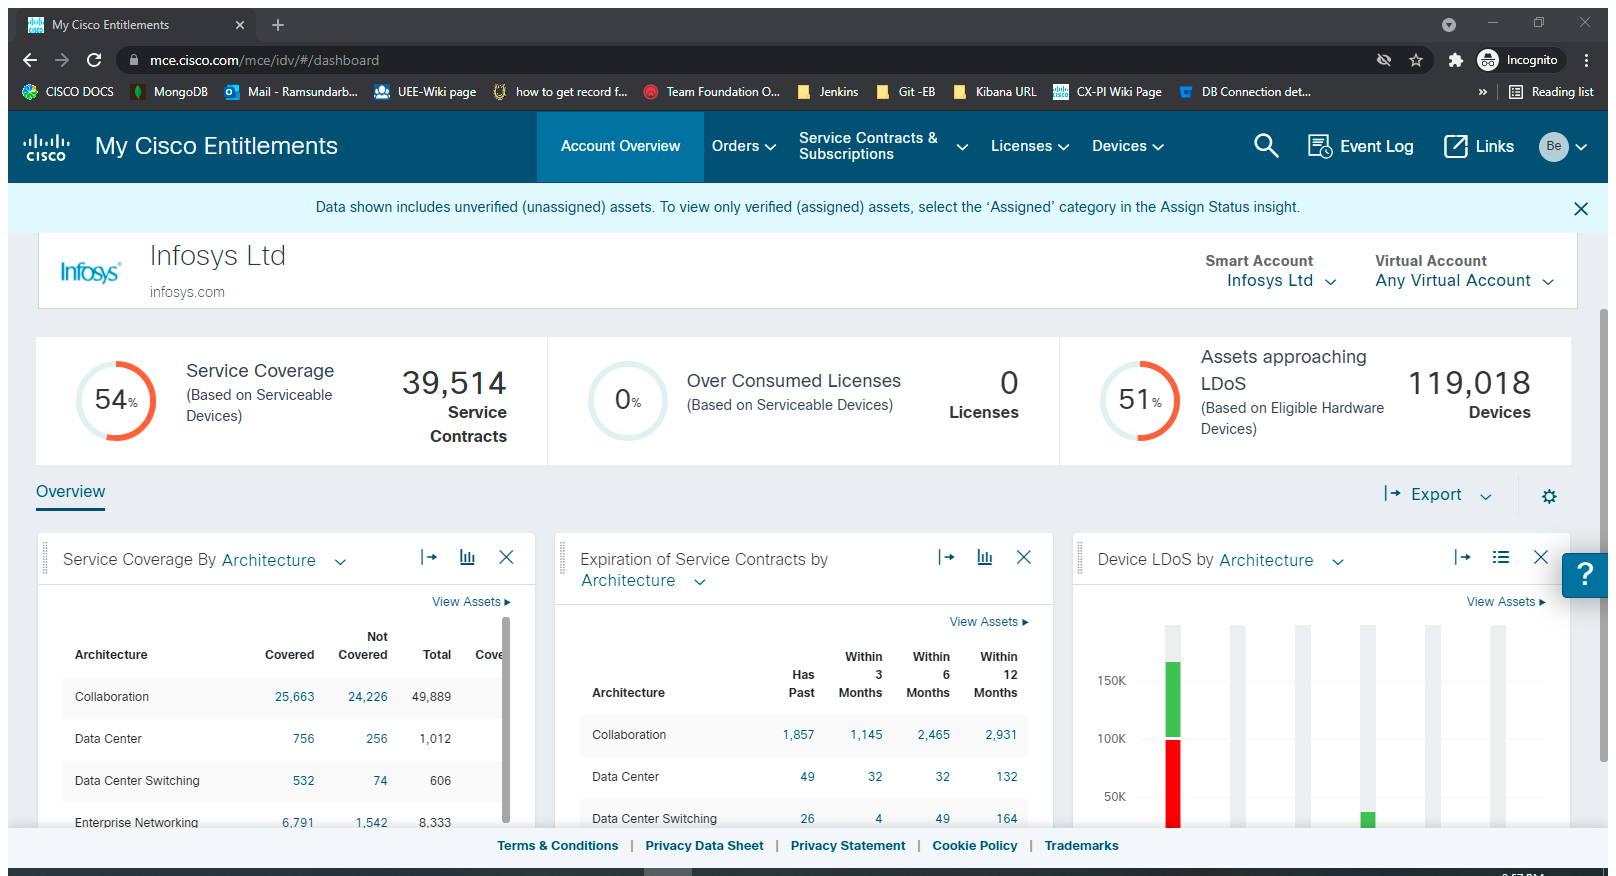 My Cisco Entitlements
mce.cisco.com/mce/idv/#/dashboard
Incognito
CISCO DOCS
MongoDB
Mail - Ramsundarb...
UEE-Wiki page
how to get record f...
Team Foundation O...
Jenkins
Git -EB
Kibana URL
CX-PI Wiki Page
DB Connection det...
»
Reading list
CISCO
My Cisco Entitlements
Account Overview
Orders
Service Contracts &
Subscriptions
Licenses
Devices
Event Log
Links
Be
Data shown includes unverified (unassigned) assets. To view only verified (assigned) assets, select the ‘Assigned’ category in the Assign Status insight.
Infosys
Infosys Ltd
infosys.com
Smart Account
Infosys Ltd
Virtual Account
Any Virtual Account
54%
Service Coverage
(Based on Serviceable
Devices)
39,514
Service
Contracts
0%
Over Consumed Licenses
(Based on Serviceable Devices)
0
Licenses
51%
Assets approaching
LDoS
(Based on Eligible Hardware
Devices)
119,018
Devices
Overview
Export
Service Coverage By Architecture
View Assets
Architecture Covered Not Covered Total Cove
Collaboration 25,663 24,226 49,889
Data Center 756 256 1,012
Data Center Switching 532 74 606
Enterprise Networking 6,791 1,542 8,333
Expiration of Service Contracts by
Architecture
View Assets
Architecture Has Past Within 3 Months Within 6 Months Within 12 Months
Collaboration 1,857 1,145 2,465 2,931
Data Center 49 32 32 132
Data Center Switching 26 4 49 164
Device LDoS by Architecture
View Assets
150K
100K
50K
?
Terms & Conditions | Privacy Data Sheet | Privacy Statement | Cookie Policy | Trademarks